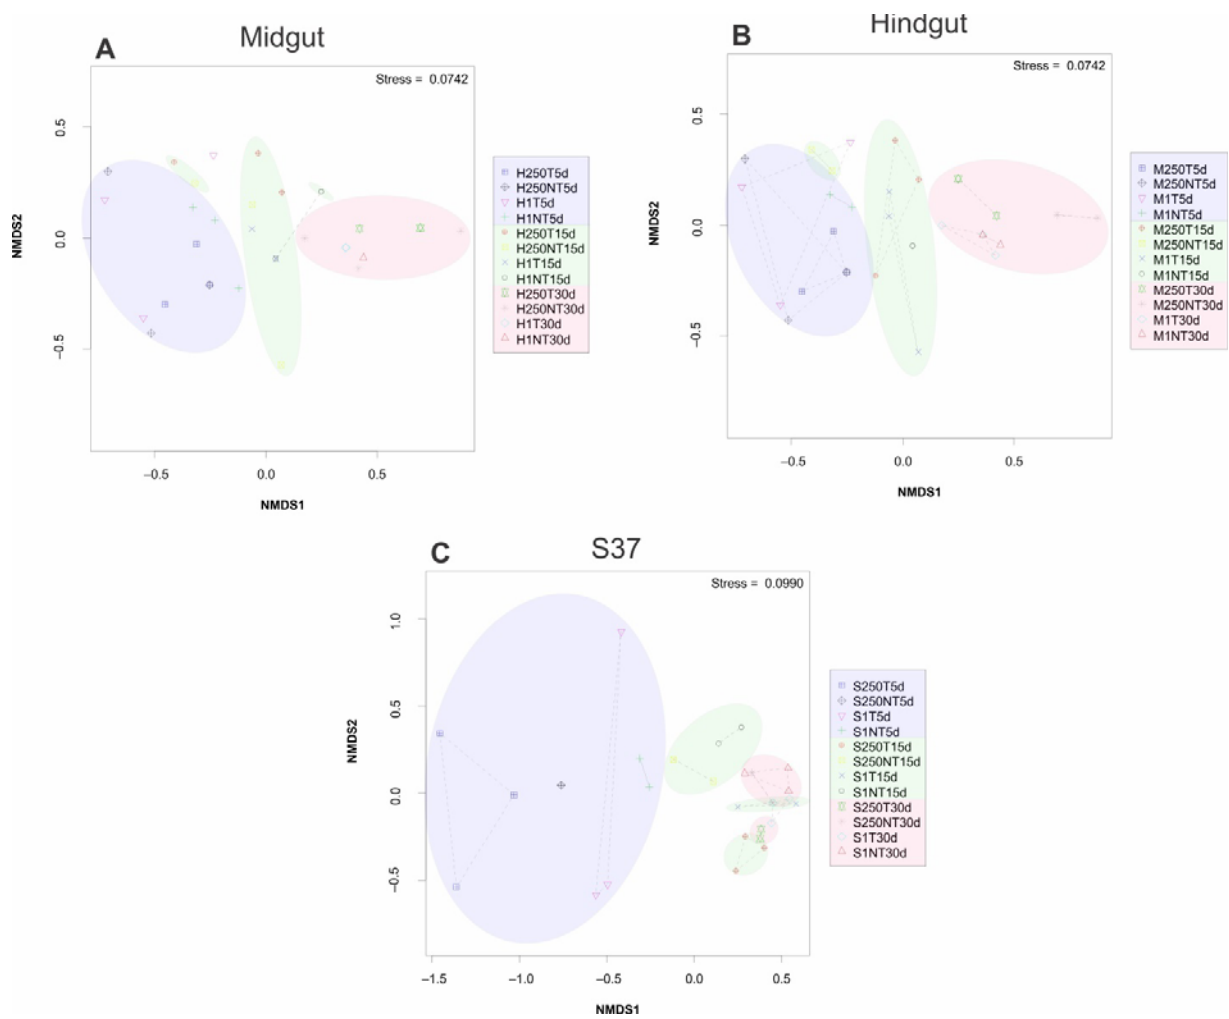 A
Midgut
Stress = 0.0742
0.5
0.0
−0.5
NMDS2
−0.5
0.0
0.5
NMDS1
H250T5d
H250NT5d
H1T5d
H1NT5d
H250T15d
H250NT15d
H1T15d
H1NT15d
H250T30d
H250NT30d
H1T30d
H1NT30d
B
Hindgut
Stress = 0.0742
0.5
0.0
−0.5
NMDS2
−0.5
0.0
0.5
NMDS1
M250T5d
M250NT5d
M1T5d
M1NT5d
M250T15d
M250NT15d
M1T15d
M1NT15d
M250T30d
M250NT30d
M1T30d
M1NT30d
C
S37
Stress = 0.0990
1.0
0.5
0.0
−0.5
NMDS2
−1.5
−1.0
−0.5
0.0
0.5
NMDS1
S250T5d
S250NT5d
S1T5d
S1NT5d
S250T15d
S250NT15d
S1T15d
S1NT15d
S250T30d
S250NT30d
S1T30d
S1NT30d